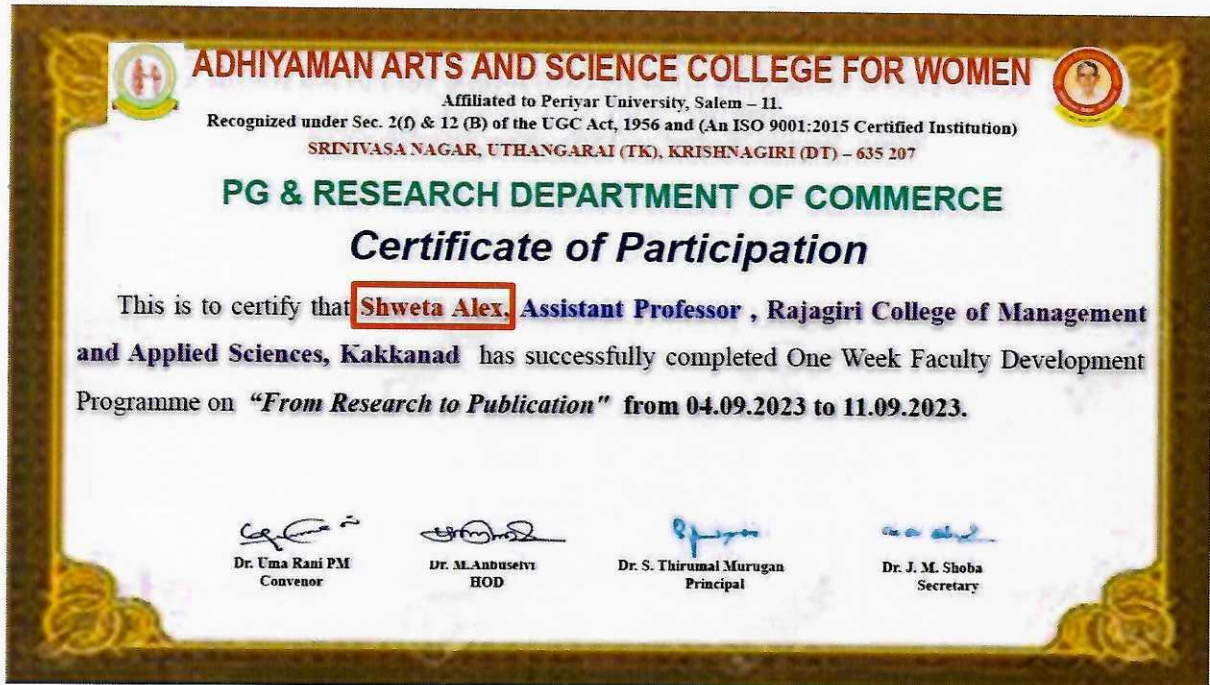 ADHIYAMAN ARTS AND SCIENCE COLLEGE FOR WOMEN
Affiliated to Periyar University, Salem – 11.
Recognized under Sec. 2(f) & 12 (B) of the UGC Act, 1956 and (An ISO 9001:2015 Certified Institution)
SRINIVASA NAGAR, UTHANGARAI (TK), KRISHNAGIRI (DT) – 635 207
PG & RESEARCH DEPARTMENT OF COMMERCE
Certificate of Participation
This is to certify that Shweta Alex, Assistant Professor , Rajagiri College of Management
and Applied Sciences, Kakkanad has successfully completed One Week Faculty Development
Programme on “From Research to Publication" from 04.09.2023 to 11.09.2023.
Dr. Uma Rani PM Dr. M.Anbuselvi Dr. S. Thirumal Murugan Dr. J. M. Shoba
Convenor HOD Principal Secretary